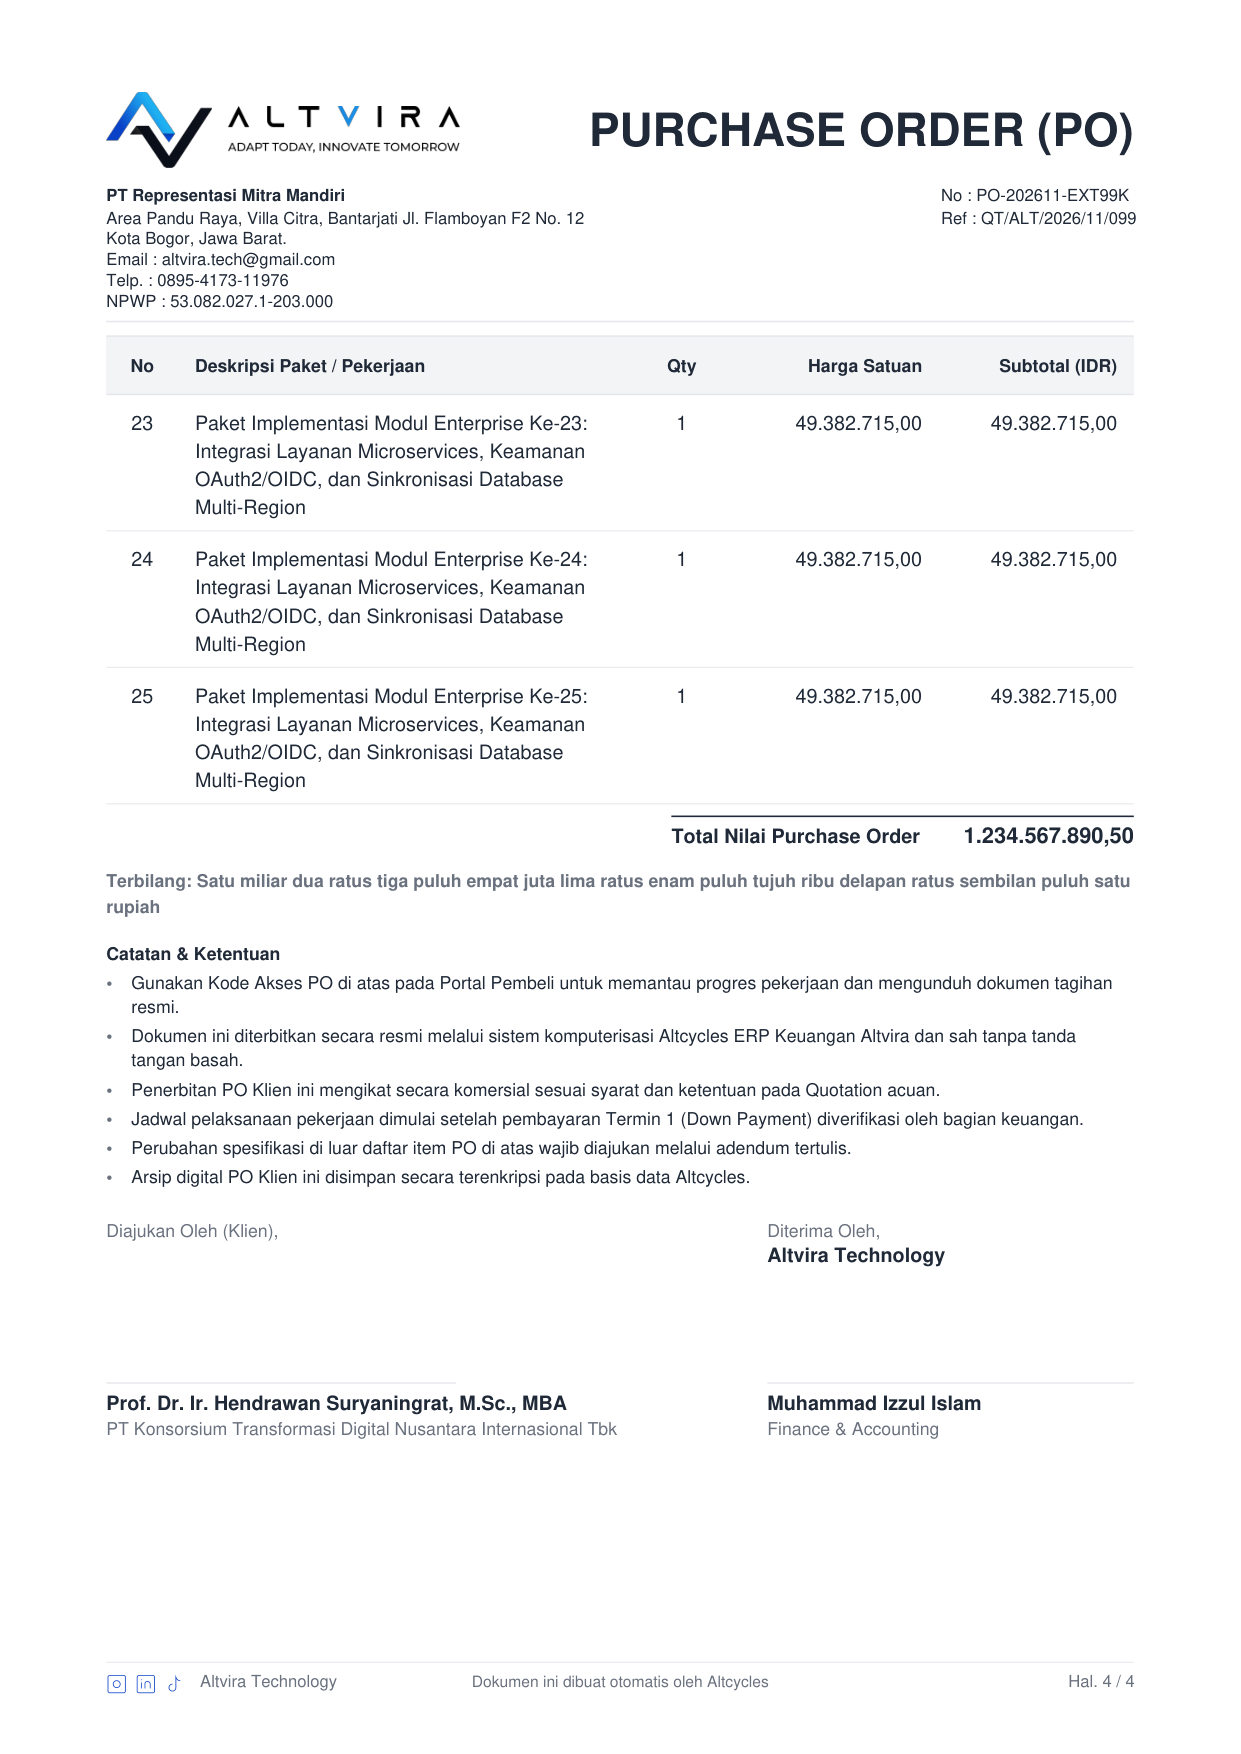 ALTVIRA
ADAPT TODAY, INNOVATE TOMORROW
PURCHASE ORDER (PO)
PT Representasi Mitra Mandiri
Area Pandu Raya, Villa Citra, Bantarjati Jl. Flamboyan F2 No. 12
Kota Bogor, Jawa Barat.
Email : altvira.tech@gmail.com
Telp. : 0895-4173-11976
NPWP : 53.082.027.1-203.000
No : PO-202611-EXT99K
Ref : QT/ALT/2026/11/099
No Deskripsi Paket / Pekerjaan Qty Harga Satuan Subtotal (IDR)
23 Paket Implementasi Modul Enterprise Ke-23: 1 49.382.715,00 49.382.715,00
Integrasi Layanan Microservices, Keamanan
OAuth2/OIDC, dan Sinkronisasi Database
Multi-Region
24 Paket Implementasi Modul Enterprise Ke-24: 1 49.382.715,00 49.382.715,00
Integrasi Layanan Microservices, Keamanan
OAuth2/OIDC, dan Sinkronisasi Database
Multi-Region
25 Paket Implementasi Modul Enterprise Ke-25: 1 49.382.715,00 49.382.715,00
Integrasi Layanan Microservices, Keamanan
OAuth2/OIDC, dan Sinkronisasi Database
Multi-Region
Total Nilai Purchase Order 1.234.567.890,50
Terbilang: Satu miliar dua ratus tiga puluh empat juta lima ratus enam puluh tujuh ribu delapan ratus sembilan puluh satu
rupiah
Catatan & Ketentuan
• Gunakan Kode Akses PO di atas pada Portal Pembeli untuk memantau progres pekerjaan dan mengunduh dokumen tagihan
resmi.
• Dokumen ini diterbitkan secara resmi melalui sistem komputerisasi Altcycles ERP Keuangan Altvira dan sah tanpa tanda
tangan basah.
• Penerbitan PO Klien ini mengikat secara komersial sesuai syarat dan ketentuan pada Quotation acuan.
• Jadwal pelaksanaan pekerjaan dimulai setelah pembayaran Termin 1 (Down Payment) diverifikasi oleh bagian keuangan.
• Perubahan spesifikasi di luar daftar item PO di atas wajib diajukan melalui adendum tertulis.
• Arsip digital PO Klien ini disimpan secara terenkripsi pada basis data Altcycles.
Diajukan Oleh (Klien),
Diterima Oleh,
Altvira Technology
Prof. Dr. Ir. Hendrawan Suryaningrat, M.Sc., MBA
PT Konsorsium Transformasi Digital Nusantara Internasional Tbk
Muhammad Izzul Islam
Finance & Accounting
Altvira Technology Dokumen ini dibuat otomatis oleh Altcycles Hal. 4 / 4